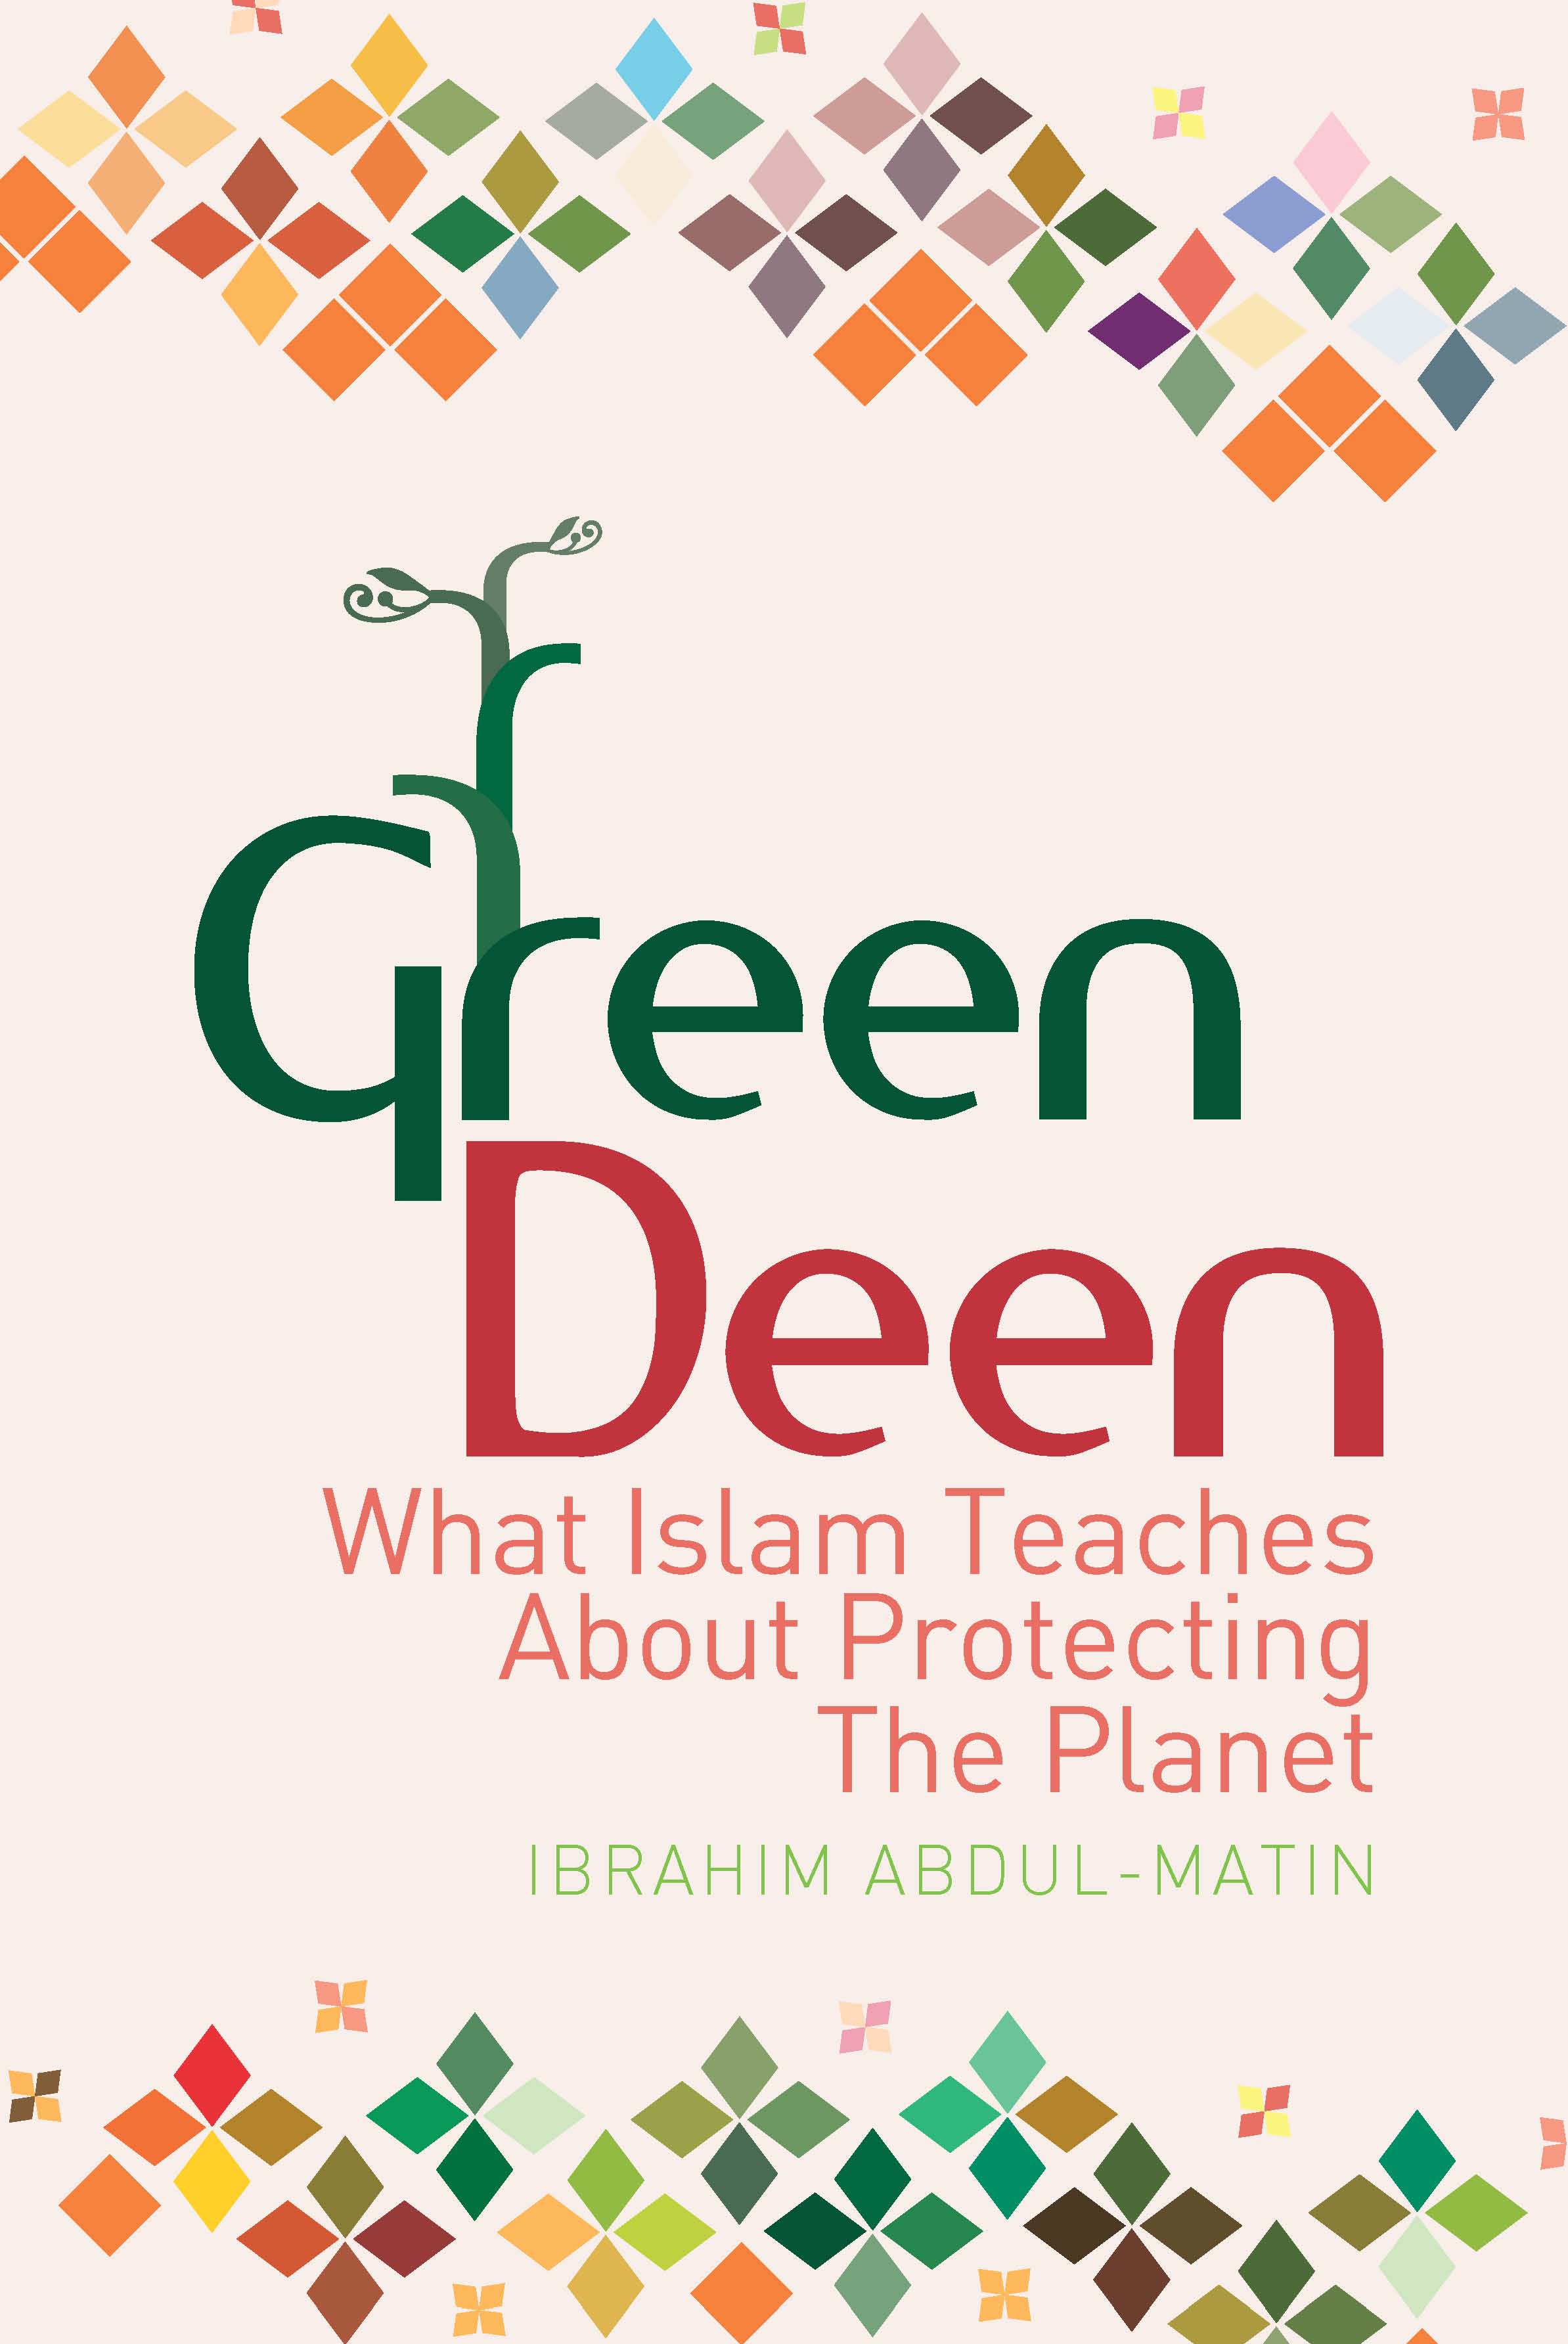 Green
Deen
What Islam Teaches
About Protecting
The Planet
IBRAHIM ABDUL-MATIN